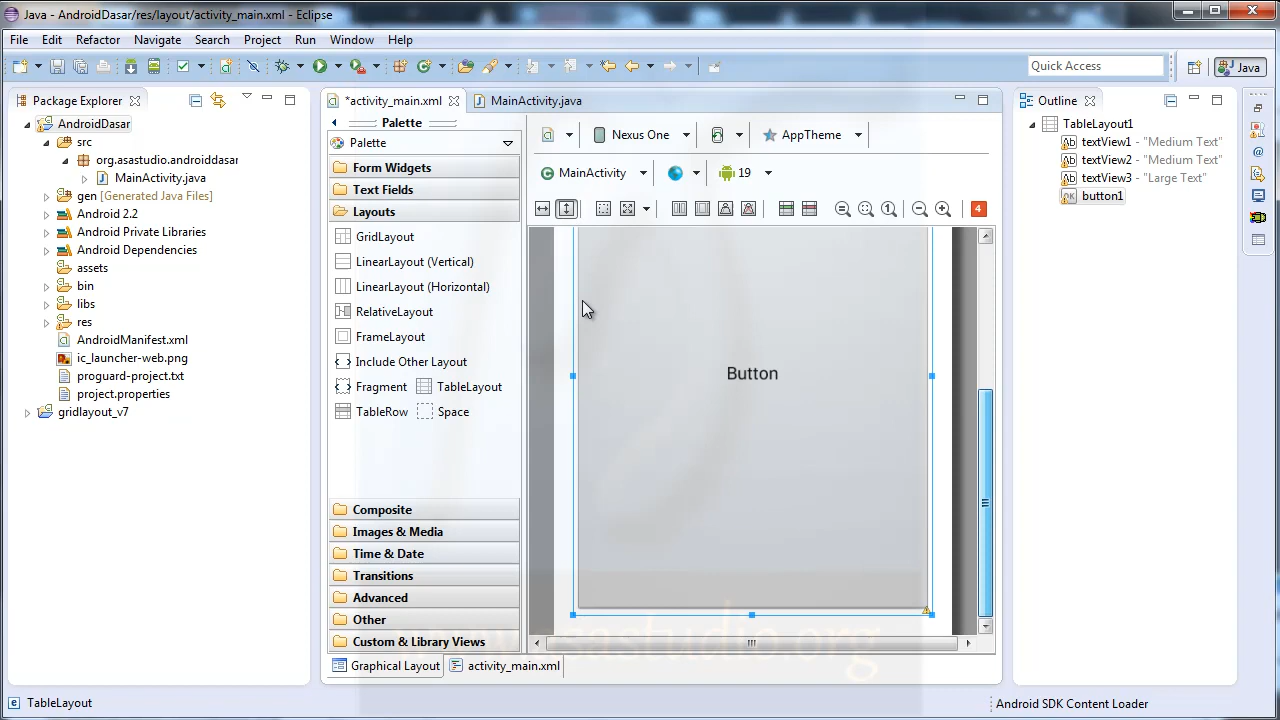 Java - AndroidDasar/res/layout/activity_main.xml - Eclipse
File Edit Refactor Navigate Search Project Run Window Help
Quick Access
Java
Package Explorer
AndroidDasar
src
org.asastudio.androiddasar
MainActivity.java
gen [Generated Java Files]
Android 2.2
Android Private Libraries
Android Dependencies
assets
bin
libs
res
AndroidManifest.xml
ic_launcher-web.png
proguard-project.txt
project.properties
gridlayout_v7
*activity_main.xml
MainActivity.java
Palette
Palette
Form Widgets
Text Fields
Layouts
GridLayout
LinearLayout (Vertical)
LinearLayout (Horizontal)
RelativeLayout
FrameLayout
Include Other Layout
Fragment TableLayout
TableRow Space
Composite
Images & Media
Time & Date
Transitions
Advanced
Other
Custom & Library Views
Nexus One
AppTheme
MainActivity
19
1
4
Button
Graphical Layout
activity_main.xml
Outline
TableLayout1
Ab textView1 - "Medium Text"
Ab textView2 - "Medium Text"
Ab textView3 - "Large Text"
OK button1
TableLayout
Android SDK Content Loader